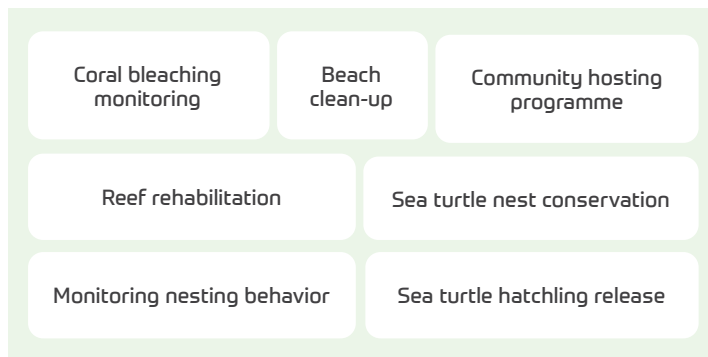 Coral bleaching
monitoring
Beach
clean-up
Community hosting
programme
Reef rehabilitation
Sea turtle nest conservation
Monitoring nesting behavior
Sea turtle hatchling release